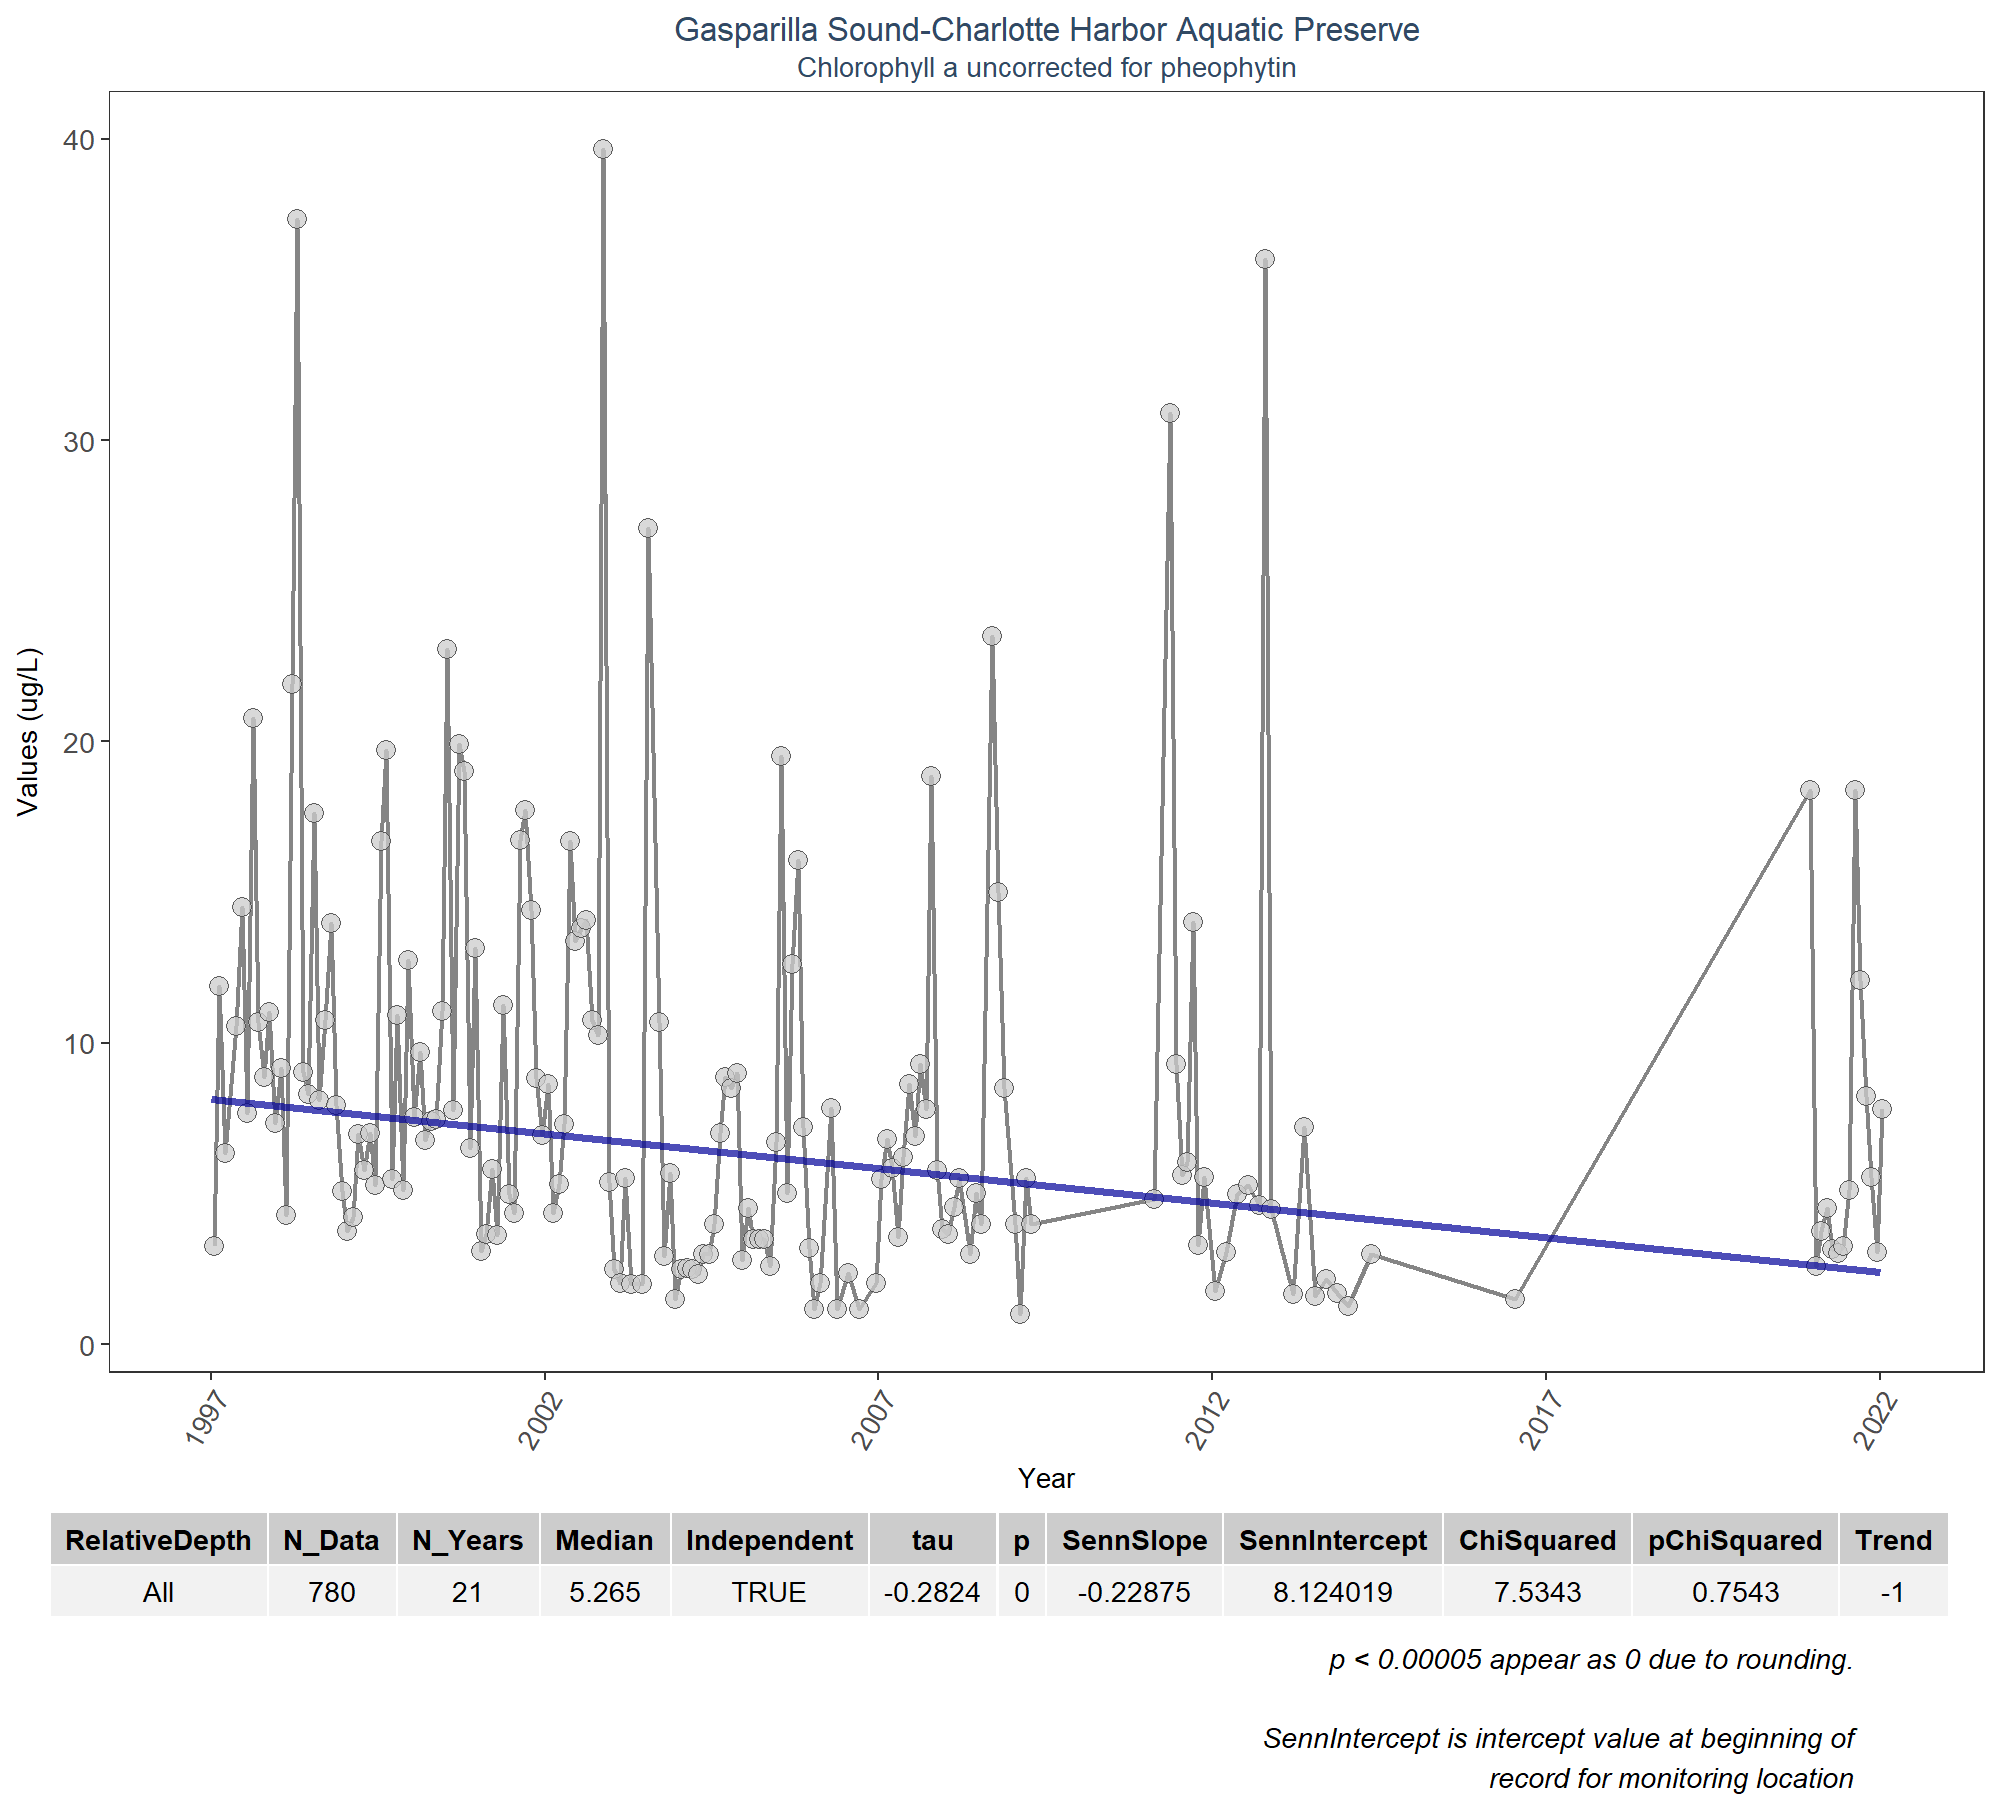 Gasparilla Sound-Charlotte Harbor Aquatic Preserve
Chlorophyll a uncorrected for pheophytin
Values (ug/L)
40
30
20
10
0
1997 2002 2007 2012 2017 2022
Year
RelativeDepth N_Data N_Years Median Independent tau p SennSlope SennIntercept ChiSquared pChiSquared Trend
All 780 21 5.265 TRUE -0.2824 0 -0.22875 8.124019 7.5343 0.7543 -1
p < 0.00005 appear as 0 due to rounding.
SennIntercept is intercept value at beginning of
record for monitoring location